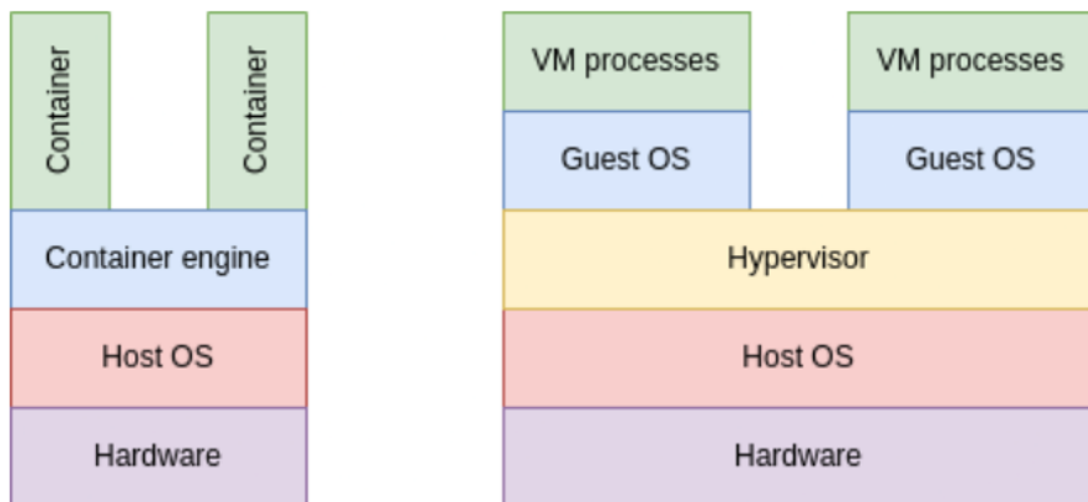 Container
Container
Container engine
Host OS
Hardware
VM processes
VM processes
Guest OS
Guest OS
Hypervisor
Host OS
Hardware